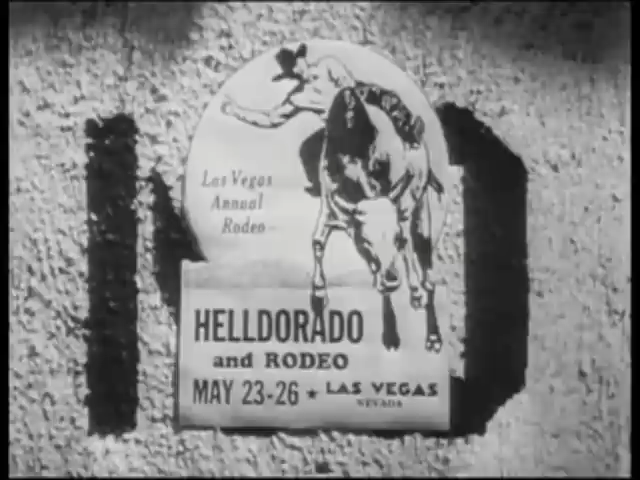 Las Vegas
Annual
Rodeo
HELLDORADO
and RODEO
MAY 23-26 ★ LAS VEGAS
NEVADA